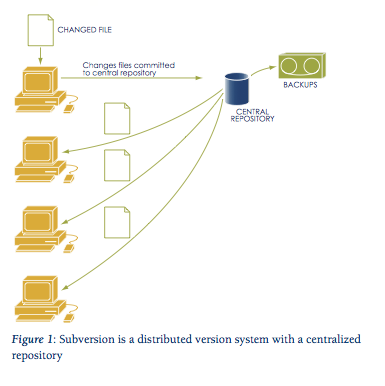 CHANGED FILE
Changes files committed
to central repository
BACKUPS
CENTRAL
REPOSITORY
Figure 1: Subversion is a distributed version system with a centralized
repository